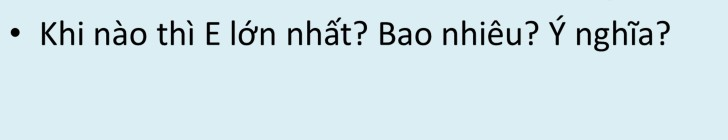 • Khi nào thì E lớn nhất? Bao nhiêu? Ý nghĩa?